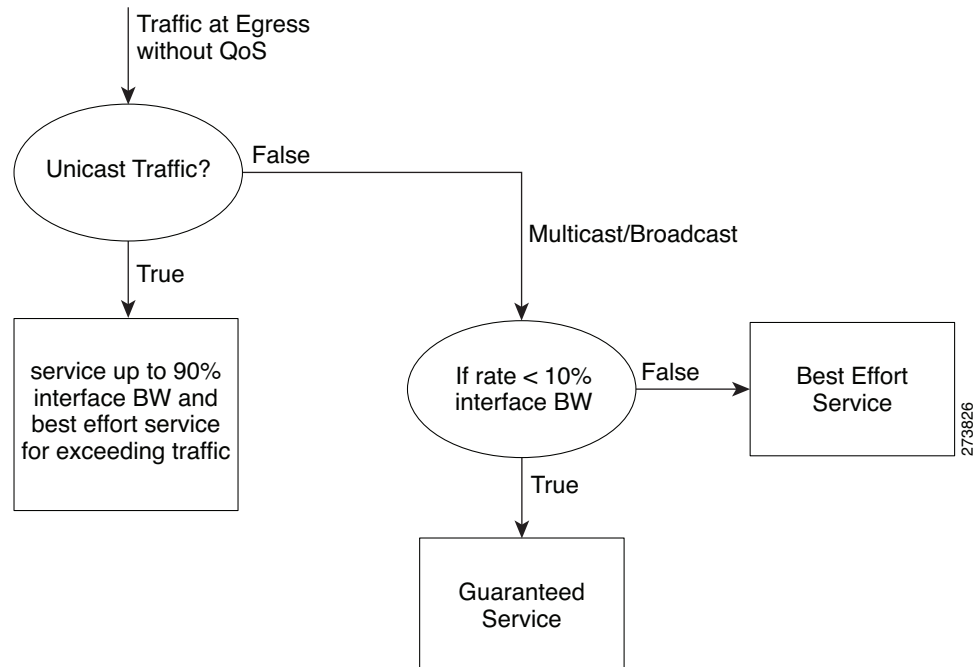 Traffic at Egress
without QoS
Unicast Traffic?
False
Multicast/Broadcast
True
service up to 90%
interface BW and
best effort service
for exceeding traffic
If rate < 10%
interface BW
False
Best Effort
Service
True
Guaranteed
Service
273826